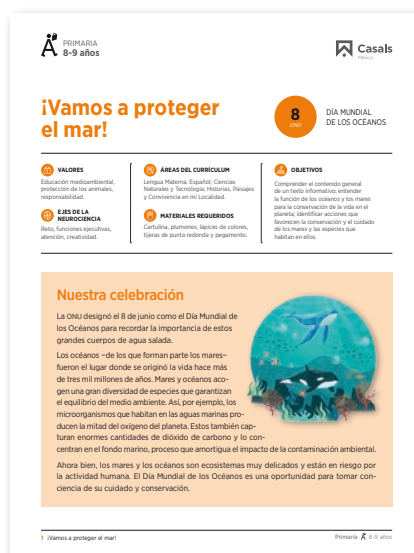 PRIMARIA
8-9 años
Casals
México
¡Vamos a proteger
el mar!
8
JUNIO
DÍA MUNDIAL
DE LOS OCÉANOS
VALORES
Educación medioambiental,
protección de los animales,
responsabilidad.
EJES DE LA
NEUROCIENCIA
Reto, funciones ejecutivas,
atención, creatividad.
ÁREAS DEL CURRÍCULUM
Lengua Materna. Español; Ciencias
Naturales y Tecnología; Historias, Paisajes
y Convivencia en mi Localidad.
MATERIALES REQUERIDOS
Cartulina, plumones, lápices de colores,
tijeras de punta redonda y pegamento.
OBJETIVOS
Comprender el contenido general
de un texto informativo; entender
la función de los océanos y los mares
para la conservación de la vida en el
planeta; identificar acciones que
favorecen la conservación y el cuidado
de los mares y las especies que
habitan en ellos.
Nuestra celebración
La ONU designó el 8 de junio como el Día Mundial de
los Océanos para recordar la importancia de estos
grandes cuerpos de agua salada.
Los océanos –de los que forman parte los mares–
fueron el lugar donde se originó la vida hace más
de tres mil millones de años. Mares y océanos aco-
gen una gran diversidad de especies que garantizan
el equilibrio del medio ambiente. Así, por ejemplo, los
microorganismos que habitan en las aguas marinas pro-
ducen la mitad del oxígeno del planeta. Estos también cap-
turan enormes cantidades de dióxido de carbono y lo con-
centran en el fondo marino, proceso que amortigua el impacto de la contaminación ambiental.
Ahora bien, los mares y los océanos son ecosistemas muy delicados y están en riesgo por
la actividad humana. El Día Mundial de los Océanos es una oportunidad para tomar con-
ciencia de su cuidado y conservación.
1 ¡Vamos a proteger el mar!
Primaria 8-9 años